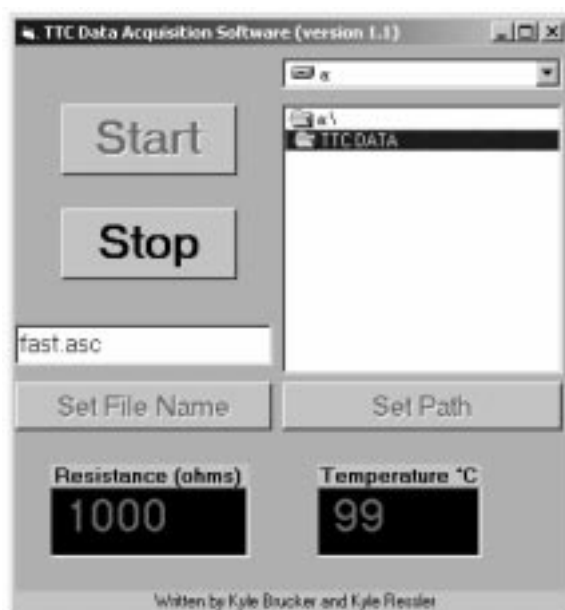 TTC Data Acquisition Software (version 1.1)
a:
Start
a:\
TTC DATA
Stop
fast.asc
Set File Name
Set Path
Resistance (ohms)
Temperature °C
1000
99
Written by Kyle Brucker and Kyle Ressler